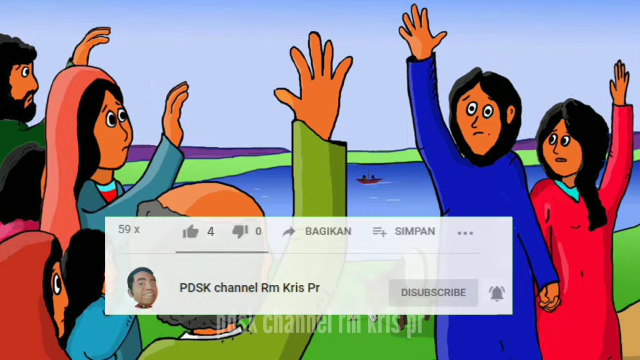 59 x 4 0 BAGIKAN SIMPAN
PDSK channel Rm Kris Pr DISUBSCRIBE
pdsk channel rm kris pr